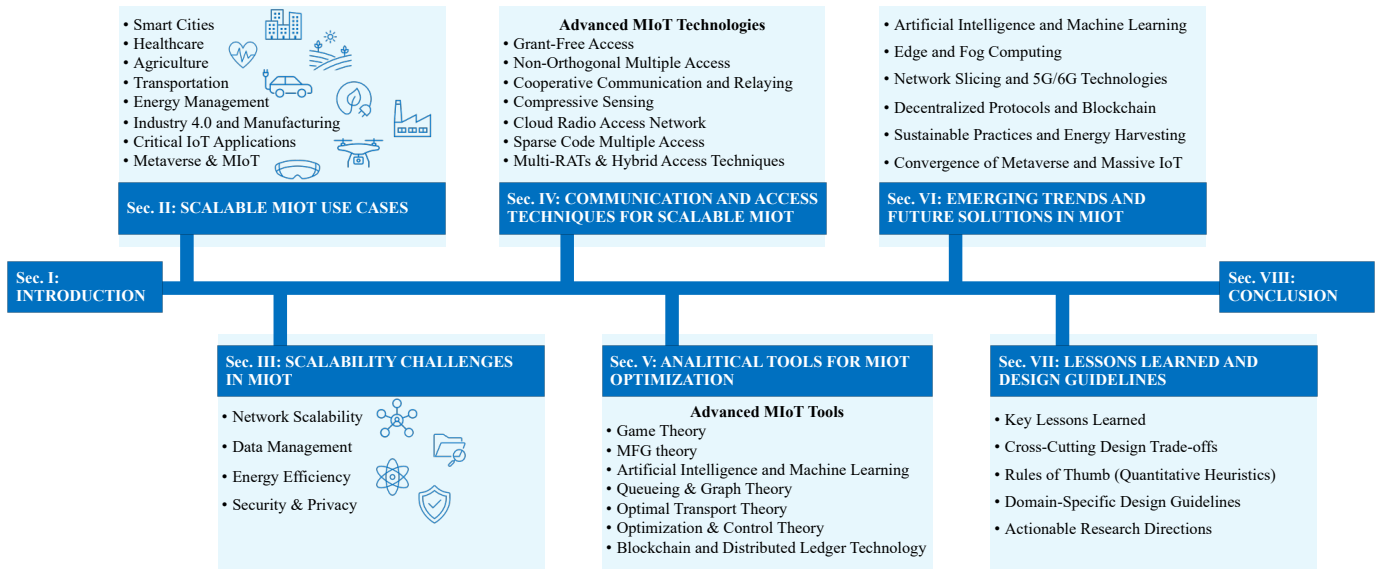 Sec. I:
INTRODUCTION
• Smart Cities
• Healthcare
• Agriculture
• Transportation
• Energy Management
• Industry 4.0 and Manufacturing
• Critical IoT Applications
• Metaverse & MIoT
Sec. II: SCALABLE MIOT USE CASES
Sec. III: SCALABILITY CHALLENGES
IN MIOT
• Network Scalability
• Data Management
• Energy Efficiency
• Security & Privacy
Advanced MIoT Technologies
• Grant-Free Access
• Non-Orthogonal Multiple Access
• Cooperative Communication and Relaying
• Compressive Sensing
• Cloud Radio Access Network
• Sparse Code Multiple Access
• Multi-RATs & Hybrid Access Techniques
Sec. IV: COMMUNICATION AND ACCESS
TECHNIQUES FOR SCALABLE MIOT
Sec. V: ANALITICAL TOOLS FOR MIOT
OPTIMIZATION
Advanced MIoT Tools
• Game Theory
• MFG theory
• Artificial Intelligence and Machine Learning
• Queueing & Graph Theory
• Optimal Transport Theory
• Optimization & Control Theory
• Blockchain and Distributed Ledger Technology
• Artificial Intelligence and Machine Learning
• Edge and Fog Computing
• Network Slicing and 5G/6G Technologies
• Decentralized Protocols and Blockchain
• Sustainable Practices and Energy Harvesting
• Convergence of Metaverse and Massive IoT
Sec. VI: EMERGING TRENDS AND
FUTURE SOLUTIONS IN MIOT
Sec. VII: LESSONS LEARNED AND
DESIGN GUIDELINES
• Key Lessons Learned
• Cross-Cutting Design Trade-offs
• Rules of Thumb (Quantitative Heuristics)
• Domain-Specific Design Guidelines
• Actionable Research Directions
Sec. VIII:
CONCLUSION